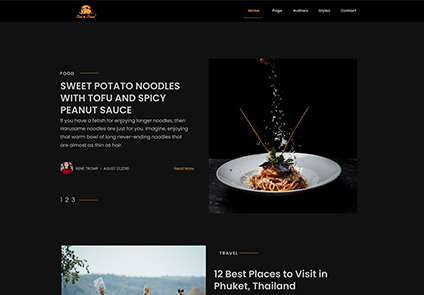 Home Page Authors Styles Contact
FOOD
SWEET POTATO NOODLES
WITH TOFU AND SPICY
PEANUT SAUCE
If you have a fetish for enjoying longer noodles, then
Harusame noodles are just for you. Imagine, enjoying
that warm bowl of long never-ending noodles that
are almost as thin as hair.
RENE TROMP | AGUST 21,2016 Read More
1 2 3
TRAVEL
12 Best Places to Visit in
Phuket, Thailand